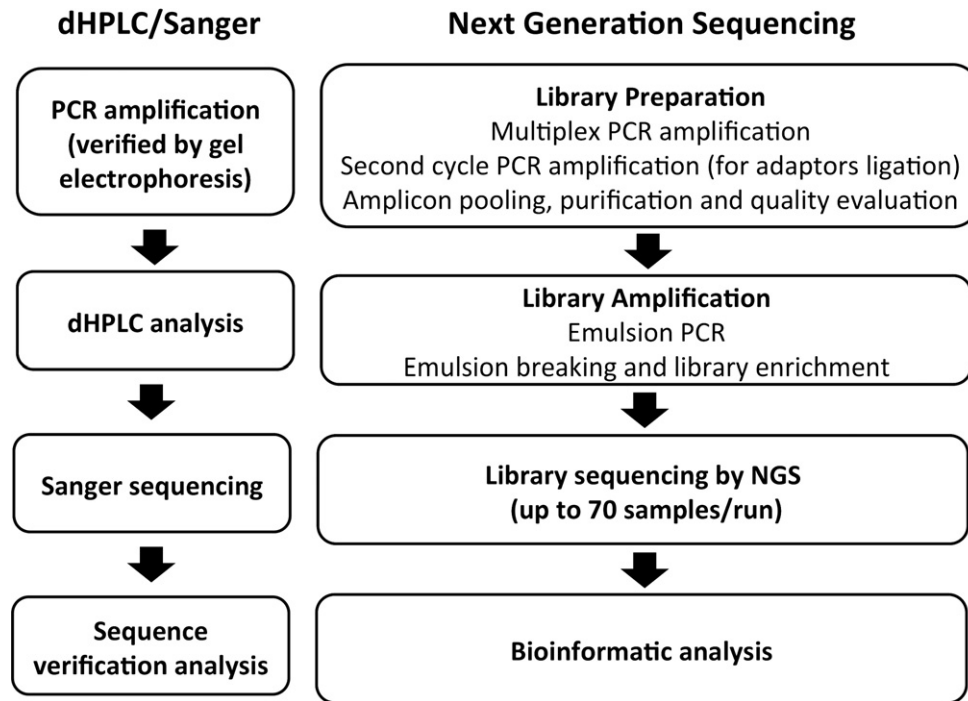 dHPLC/Sanger
PCR amplification
(verified by gel
electrophoresis)
dHPLC analysis
Sanger sequencing
Sequence
verification analysis
Next Generation Sequencing
Library Preparation
Multiplex PCR amplification
Second cycle PCR amplification (for adaptors ligation)
Amplicon pooling, purification and quality evaluation
Library Amplification
Emulsion PCR
Emulsion breaking and library enrichment
Library sequencing by NGS
(up to 70 samples/run)
Bioinformatic analysis